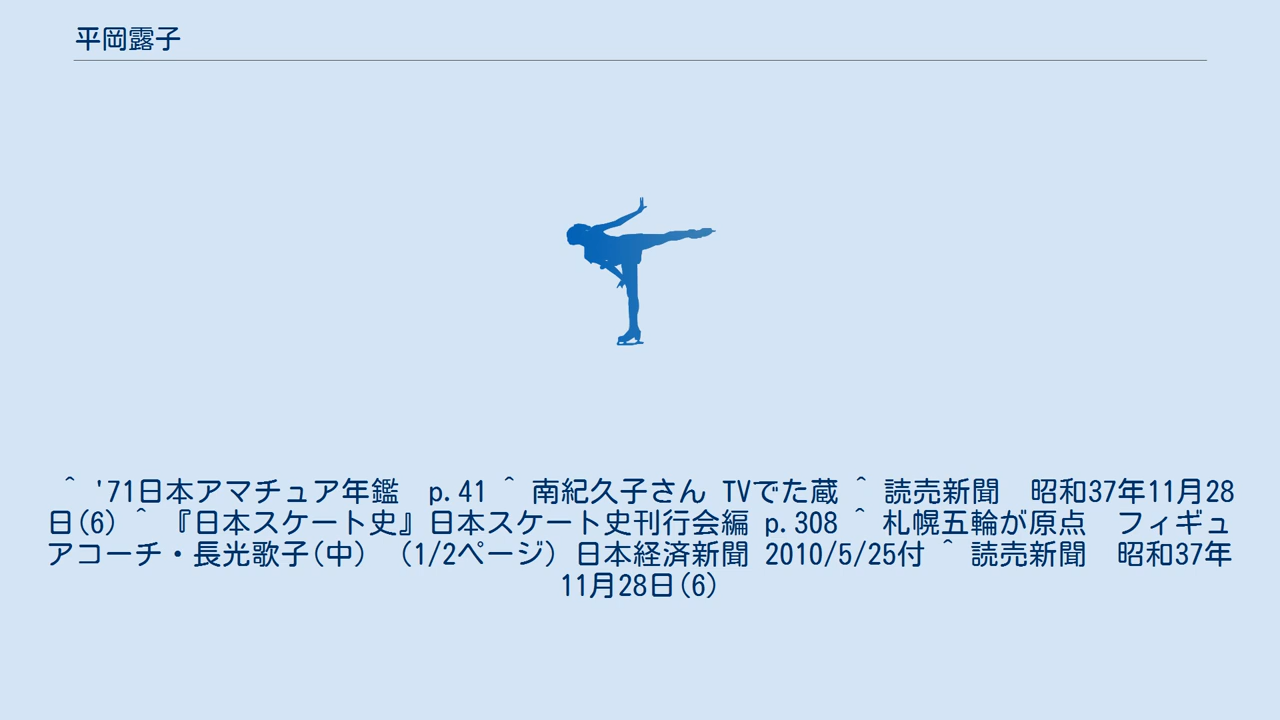 平岡露子
^ '71日本アマチュア年鑑　p.41 ^ 南紀久子さん TVでた蔵 ^ 読売新聞　昭和37年11月28
日(6) ^ 『日本スケート史』日本スケート史刊行会編 p.308 ^ 札幌五輪が原点　フィギュ
アコーチ・長光歌子(中) (1/2ページ) 日本経済新聞 2010/5/25付 ^ 読売新聞　昭和37年
11月28日(6)